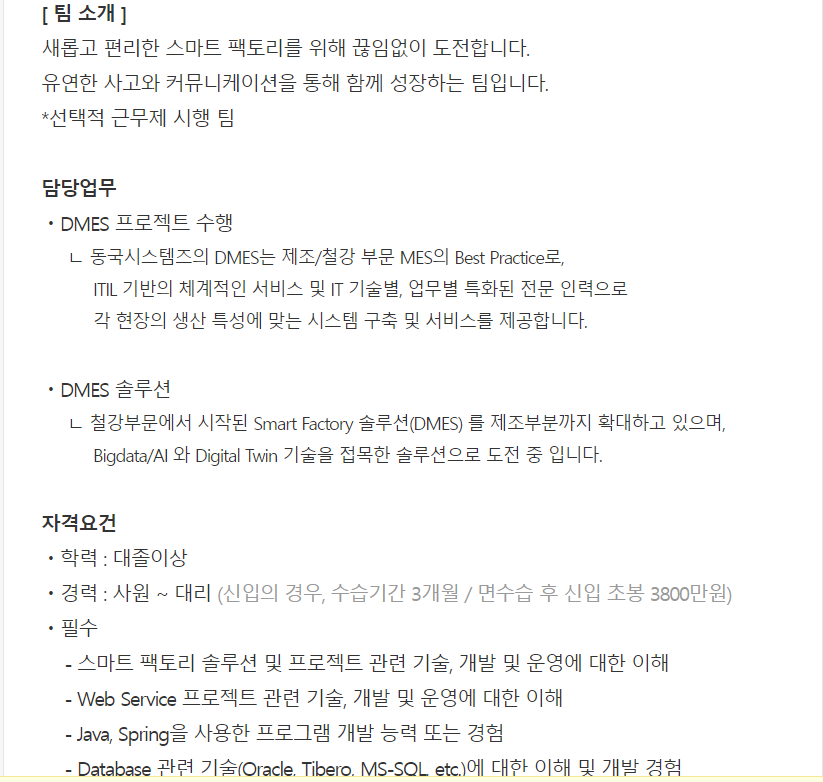 [ 팀 소개 ]
새롭고 편리한 스마트 팩토리를 위해 끊임없이 도전합니다.
유연한 사고와 커뮤니케이션을 통해 함께 성장하는 팀입니다.
*선택적 근무제 시행 팀
담당업무
・DMES 프로젝트 수행
ㄴ 동국시스템즈의 DMES는 제조/철강 부문 MES의 Best Practice로,
ITIL 기반의 체계적인 서비스 및 IT 기술별, 업무별 특화된 전문 인력으로
각 현장의 생산 특성에 맞는 시스템 구축 및 서비스를 제공합니다.
・DMES 솔루션
ㄴ 철강부문에서 시작된 Smart Factory 솔루션(DMES) 를 제조부분까지 확대하고 있으며,
Bigdata/AI 와 Digital Twin 기술을 접목한 솔루션으로 도전 중 입니다.
자격요건
・학력 : 대졸이상
・경력 : 사원 ~ 대리 (신입의 경우, 수습기간 3개월 / 면수습 후 신입 초봉 3800만원)
・필수
- 스마트 팩토리 솔루션 및 프로젝트 관련 기술, 개발 및 운영에 대한 이해
- Web Service 프로젝트 관련 기술, 개발 및 운영에 대한 이해
- Java, Spring을 사용한 프로그램 개발 능력 또는 경험
- Database 관련 기술(Oracle, Tibero, MS-SQL, etc.)에 대한 이해 및 개발 경험